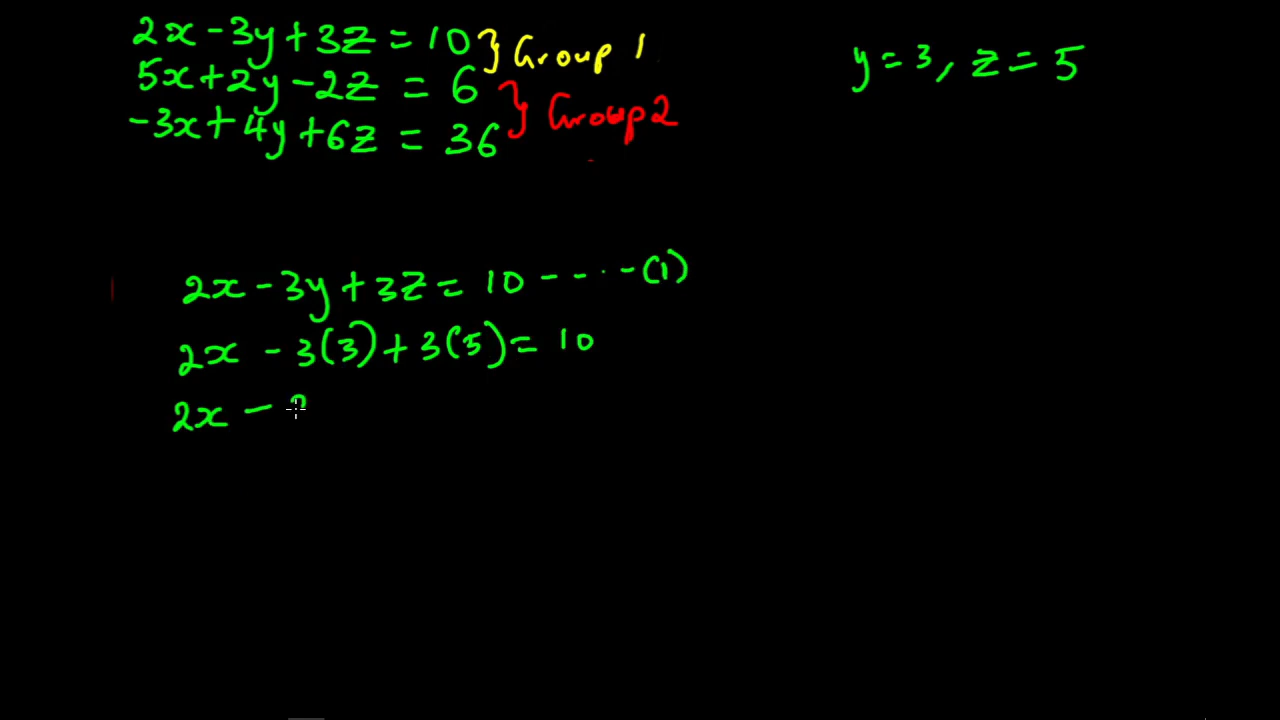 2x - 3y + 3z = 10 } Group 1
y = 3, z = 5
5x + 2y - 2z = 6
} Group 2
-3x + 4y + 6z = 36
2x - 3y + 3z = 10 - - - - (1)
2x - 3(3) + 3(5) = 10
2x -